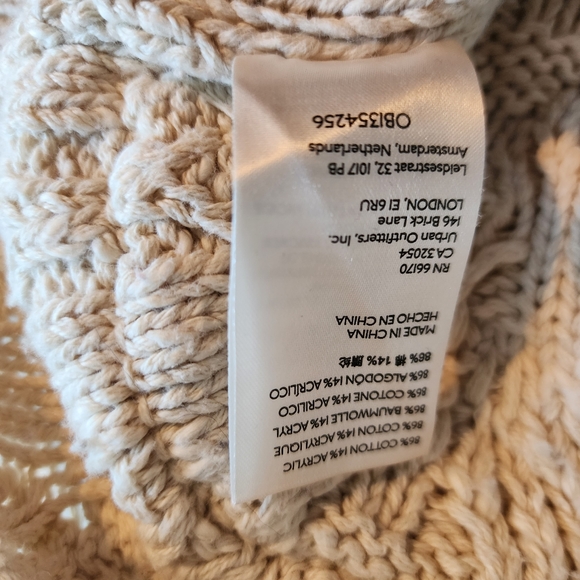 86% COTTON 14% ACRYLIC
86% COTTON 14% ACRYLIQUE
86% BAUMWOLLE 14% ACRYL
86% COTONE 14% ACRILICO
86% ALGODÓN 14% ACRÍLICO
86% 棉 14% 腈纶
MADE IN CHINA
HECHO EN CHINA
RN 66170
CA 32054
Urban Outfitters, Inc.
146 Brick Lane
LONDON, E1 6RU
Leidsestraat 32, 1017 PB
Amsterdam, Netherlands
OB1354256